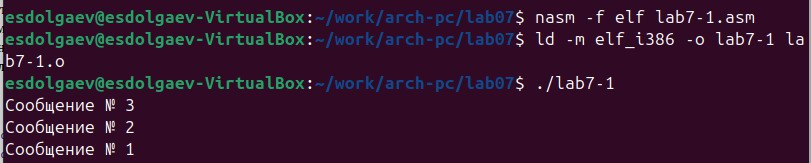 esdolgaev@esdolgaev-VirtualBox:~/work/arch-pc/lab07$ nasm -f elf lab7-1.asm
esdolgaev@esdolgaev-VirtualBox:~/work/arch-pc/lab07$ ld -m elf_i386 -o lab7-1 la
b7-1.o
esdolgaev@esdolgaev-VirtualBox:~/work/arch-pc/lab07$ ./lab7-1
Сообщение № 3
Сообщение № 2
Сообщение № 1